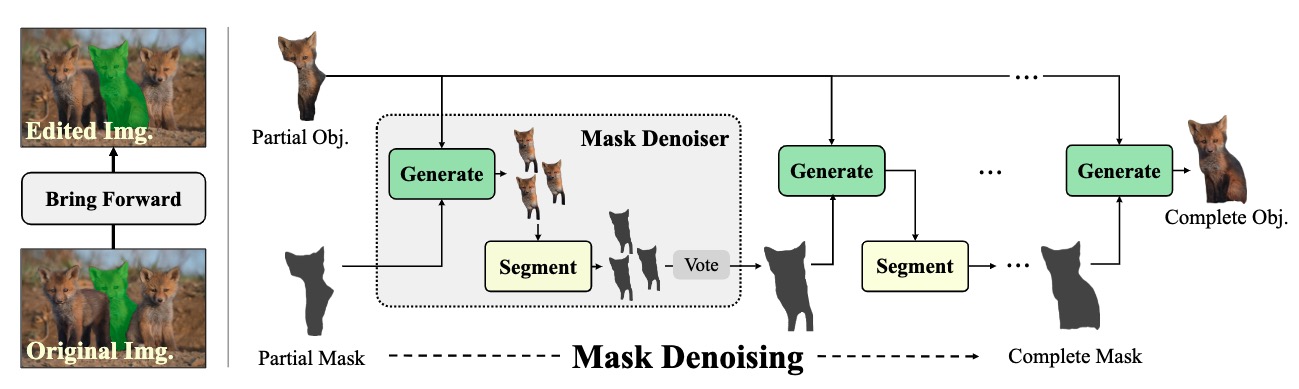 Edited Img.
Bring Forward
Original Img.
Partial Obj.
Mask Denoiser
Generate
Segment
Vote
Partial Mask
Generate
Segment
...
...
...
Generate
Complete Obj.
Mask Denoising
Complete Mask